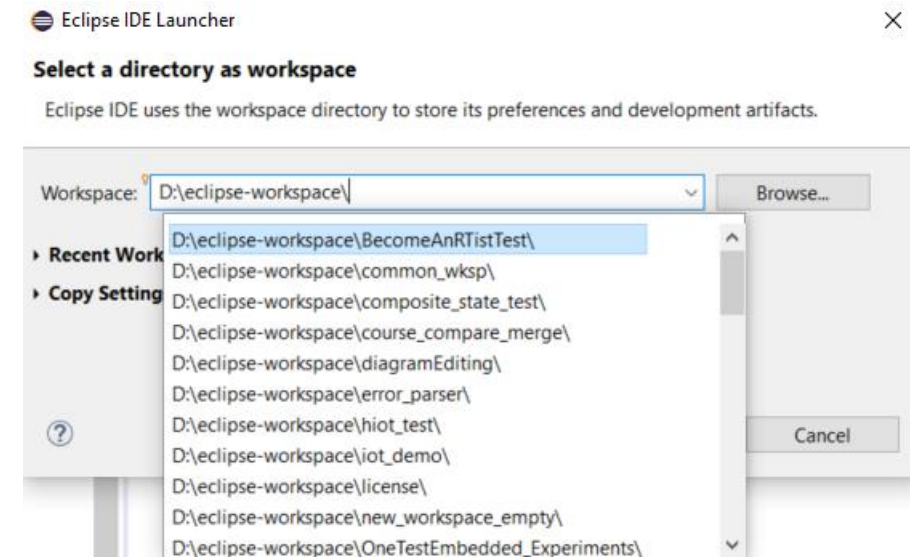 Eclipse IDE Launcher
Select a directory as workspace
Eclipse IDE uses the workspace directory to store its preferences and development artifacts.
Workspace: D:\eclipse-workspace\ Browse...
D:\eclipse-workspace\BecomeAnRTistTest\
Recent Work
D:\eclipse-workspace\common_wksp\
Copy Setting
D:\eclipse-workspace\composite_state_test\
D:\eclipse-workspace\course_compare_merge\
D:\eclipse-workspace\diagramEditing\
D:\eclipse-workspace\error_parser\
D:\eclipse-workspace\hiot_test\
Cancel
D:\eclipse-workspace\iot_demo\
D:\eclipse-workspace\license\
D:\eclipse-workspace\new_workspace_empty\
D:\eclipse-workspace\OneTestEmbedded_Experiments\